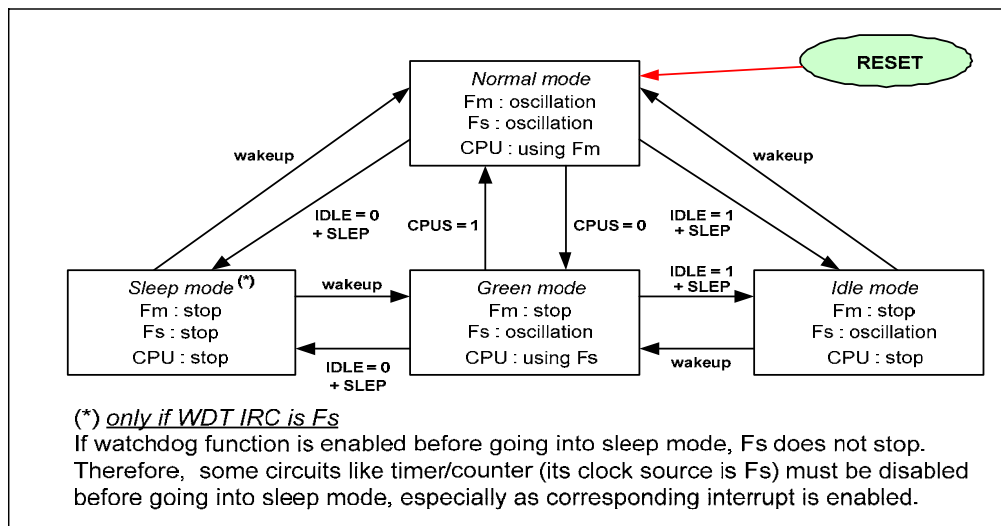 RESET
Normal mode
Fm : oscillation
Fs : oscillation
CPU : using Fm
wakeup
wakeup
IDLE = 0
+ SLEP
CPUS = 1
CPUS = 0
IDLE = 1
+ SLEP
Sleep mode(*)
Fm : stop
Fs : stop
CPU : stop
wakeup
IDLE = 0
+ SLEP
Green mode
Fm : stop
Fs : oscillation
CPU : using Fs
IDLE = 1
+ SLEP
wakeup
Idle mode
Fm : stop
Fs : oscillation
CPU : stop
(*) only if WDT IRC is Fs
If watchdog function is enabled before going into sleep mode, Fs does not stop.
Therefore, some circuits like timer/counter (its clock source is Fs) must be disabled
before going into sleep mode, especially as corresponding interrupt is enabled.